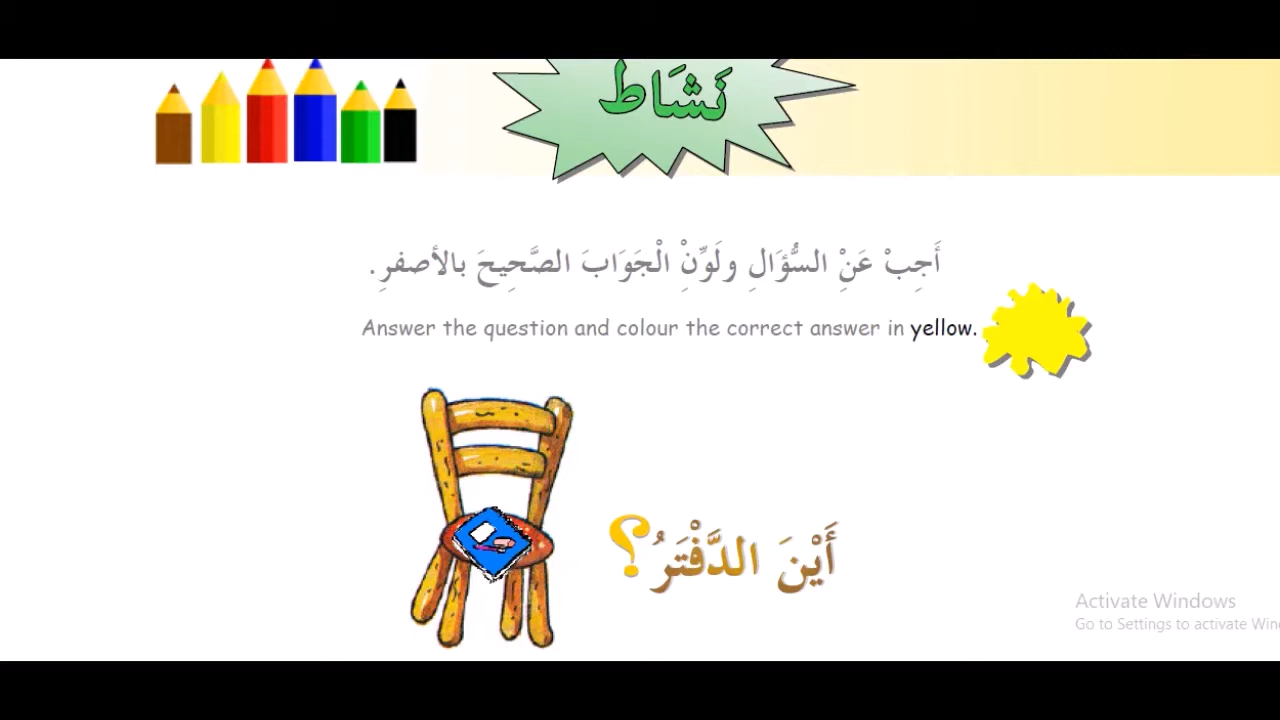 نَشَاط
أَجِبْ عَنْ السُّؤَالِ ولَوِّنِْ الْجَوَابَ الصَّحِيحَ بالأصفرِ.
Answer the question and colour the correct answer in yellow.
أَيْنَ الدَّفْتَرُ؟
Activate Windows
Go to Settings to activate Win